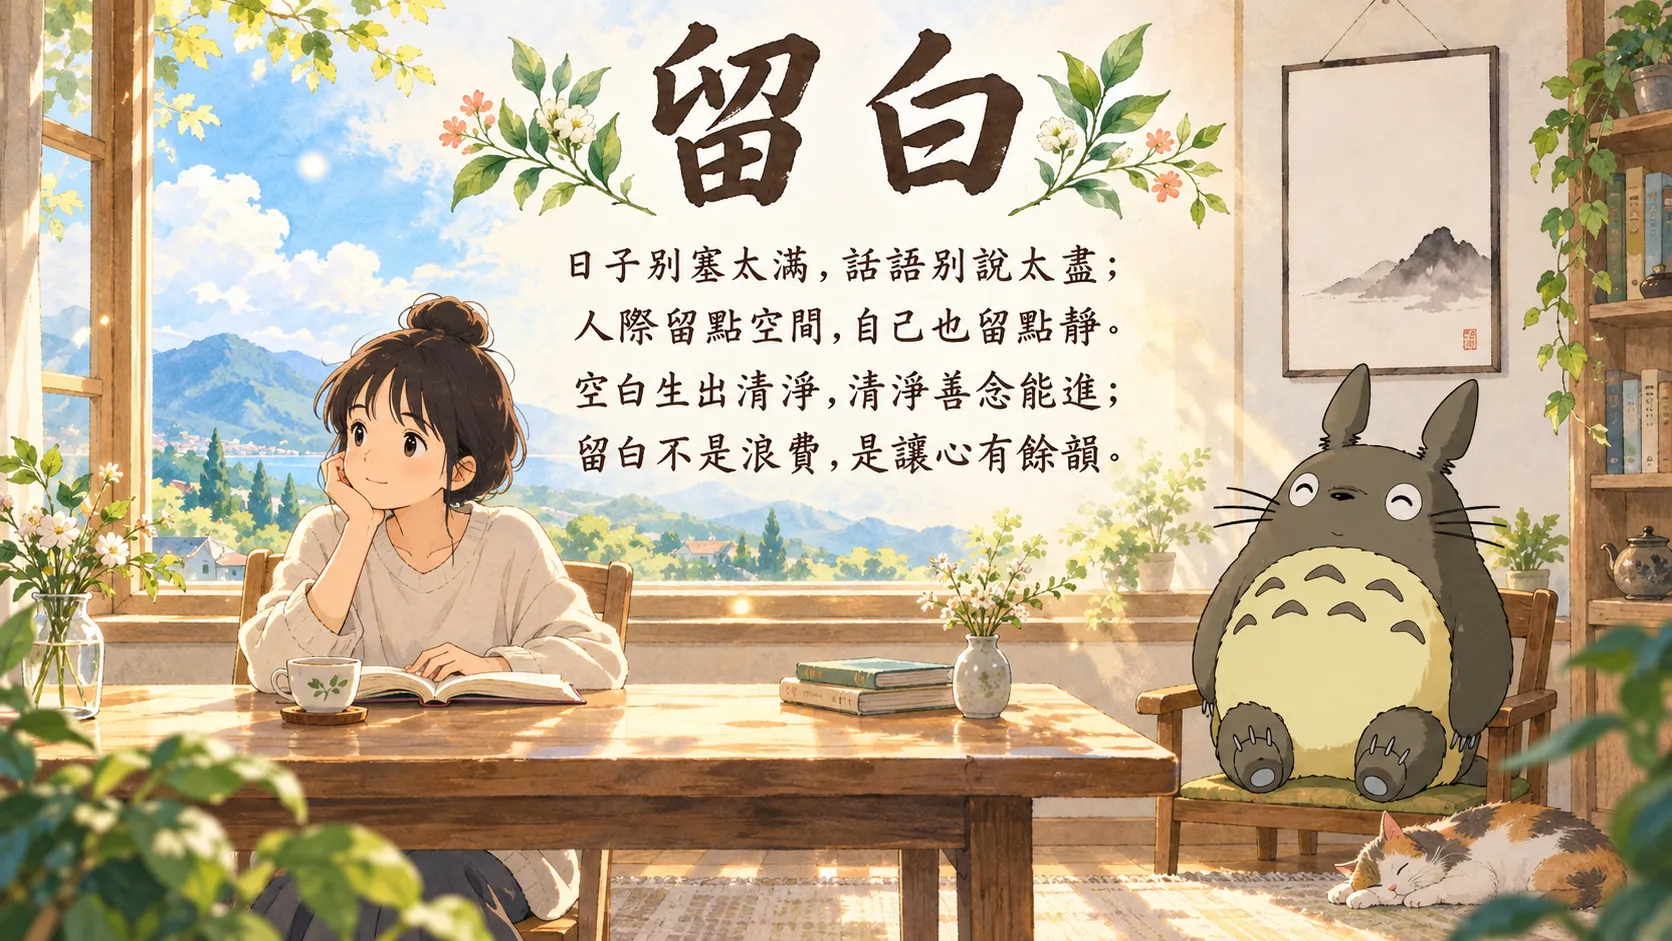 留白
日子別塞太滿，話語別說太盡；
人際留點空間，自己也留點靜。
空白生出清淨，清淨善念能進；
留白不是浪費，是讓心有餘韻。